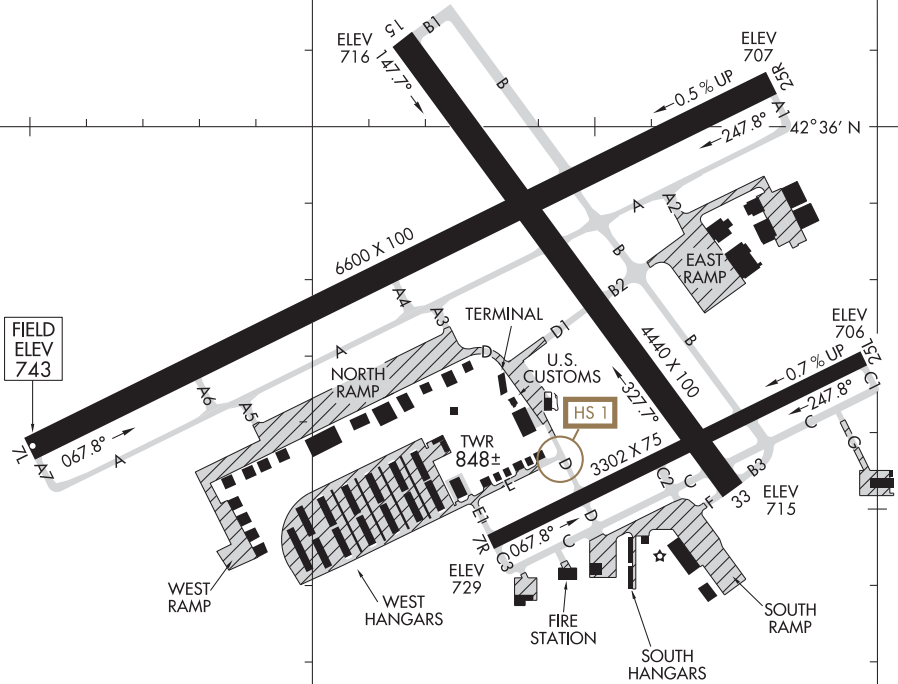 15
B1
ELEV
716
147.7°
B
ELEV
707
25R
0.5% UP
A1
247.8°
42°36' N
A
A2
B
6600 X 100
EAST
RAMP
B2
A4
A3
TERMINAL
D1
FIELD
ELEV
743
A
D
U.S.
CUSTOMS
4440 X 100
B
ELEV
706
25L
0.7% UP
247.8°
C1
NORTH
RAMP
327.7°
A6
A5
HS 1
C
G
7L
067.8°
A7
A
TWR
848±
D
3302 X 75
C2
C
B3
F
33
ELEV
715
E
E1
7R
067.8°
D
C
C3
ELEV
729
WEST
RAMP
WEST
HANGARS
FIRE
STATION
SOUTH
HANGARS
SOUTH
RAMP